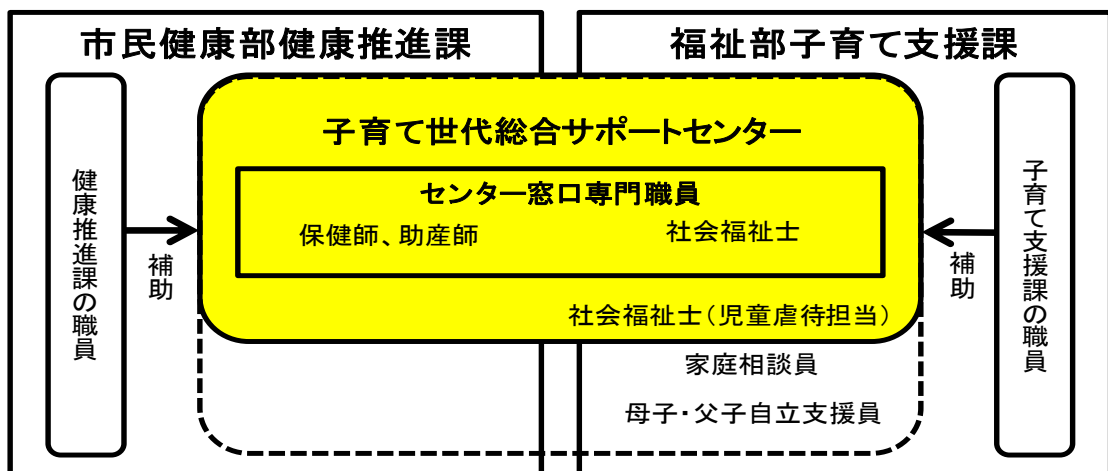 市民健康部健康推進課
福祉部子育て支援課
子育て世代総合サポートセンター
センター窓口専門職員
保健師、助産師
社会福祉士
社会福祉士（児童虐待担当）
家庭相談員
母子・父子自立支援員
健康推進課の職員
補助
補助
子育て支援課の職員